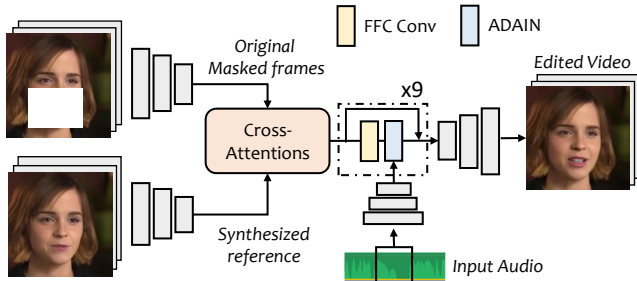 FFC Conv
ADAIN
Original
Masked frames
Edited Video
x9
Cross-
Attentions
Synthesized
reference
Input Audio